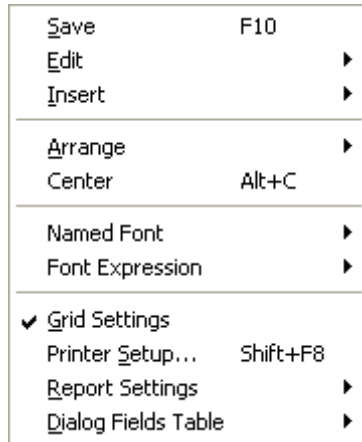 Save F10
Edit
Insert
Arrange
Center Alt+C
Named Font
Font Expression
Grid Settings
Printer Setup... Shift+F8
Report Settings
Dialog Fields Table